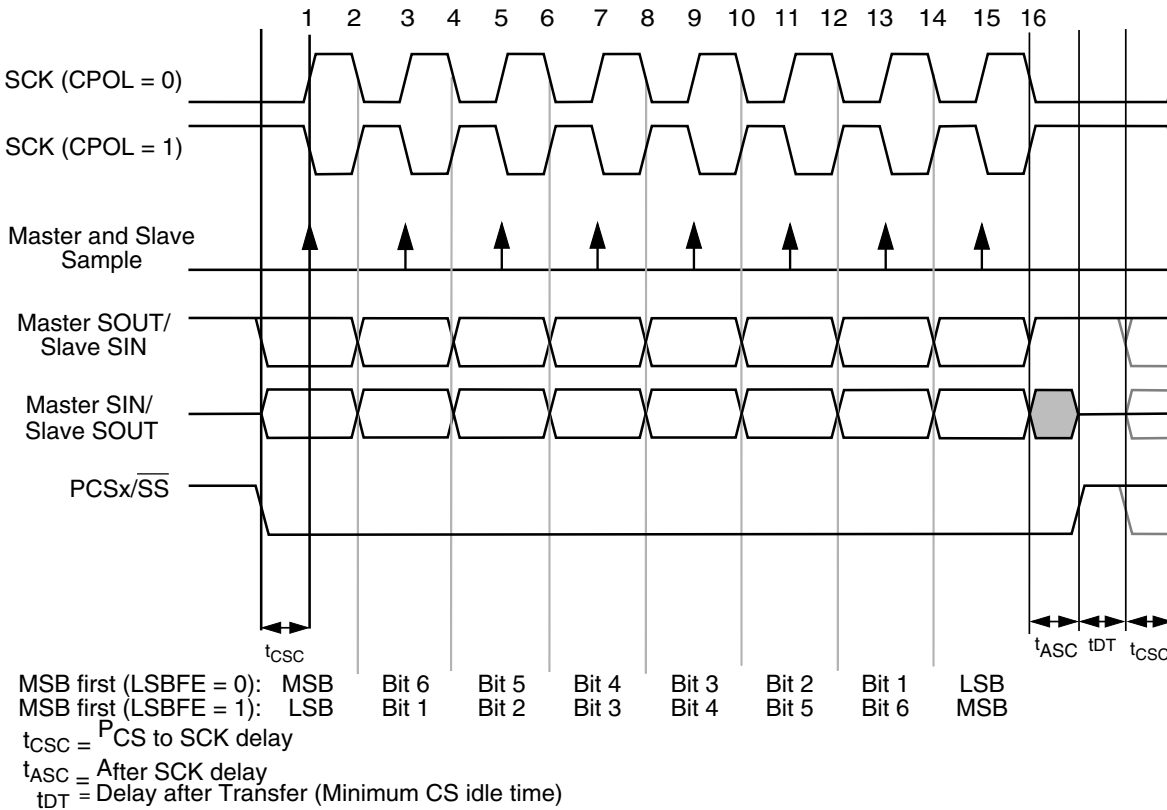 1 2 3 4 5 6 7 8 9 10 11 12 13 14 15 16
SCK (CPOL = 0)
SCK (CPOL = 1)
Master and Slave
Sample
Master SOUT/
Slave SIN
Master SIN/
Slave SOUT
PCSx/SS
tCSC tASC tDT tCSC
MSB first (LSBFE = 0): MSB Bit 6 Bit 5 Bit 4 Bit 3 Bit 2 Bit 1 LSB
MSB first (LSBFE = 1): LSB Bit 1 Bit 2 Bit 3 Bit 4 Bit 5 Bit 6 MSB
tCSC = PCS to SCK delay
tASC = After SCK delay
tDT = Delay after Transfer (Minimum CS idle time)